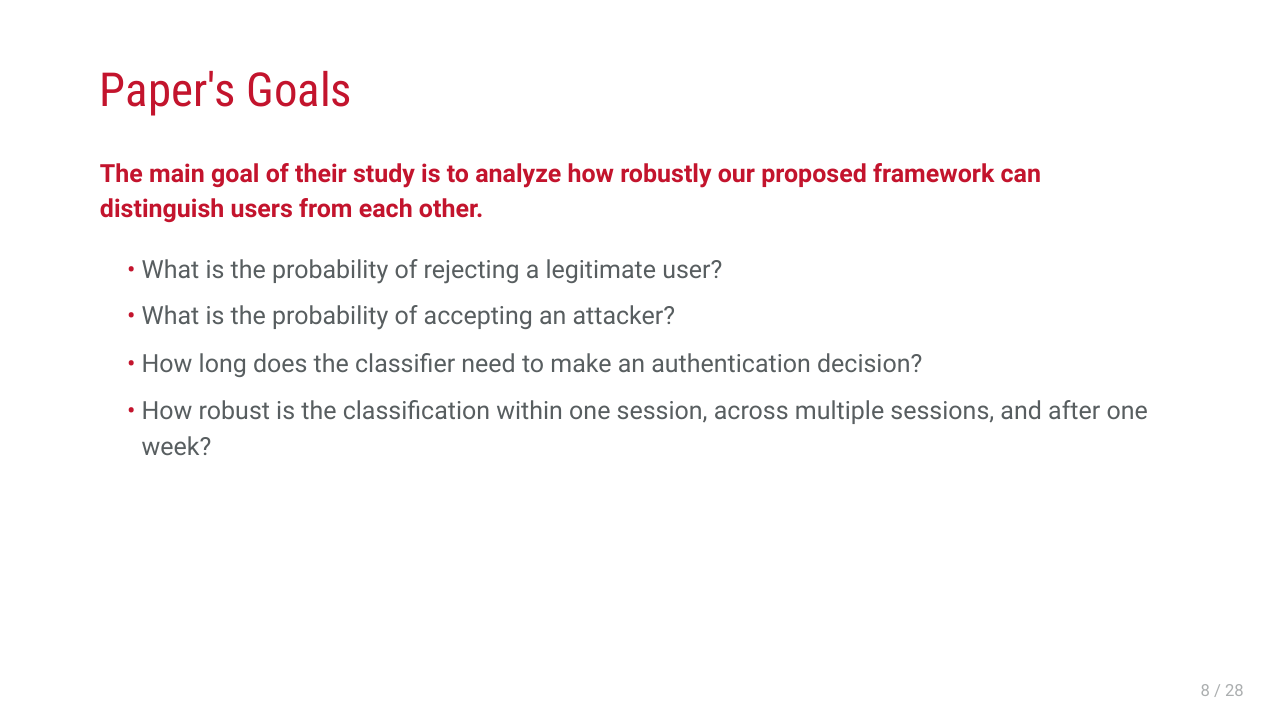 Paper's Goals
The main goal of their study is to analyze how robustly our proposed framework can
distinguish users from each other.
• What is the probability of rejecting a legitimate user?
• What is the probability of accepting an attacker?
• How long does the classifier need to make an authentication decision?
• How robust is the classification within one session, across multiple sessions, and after one
week?
8 / 28